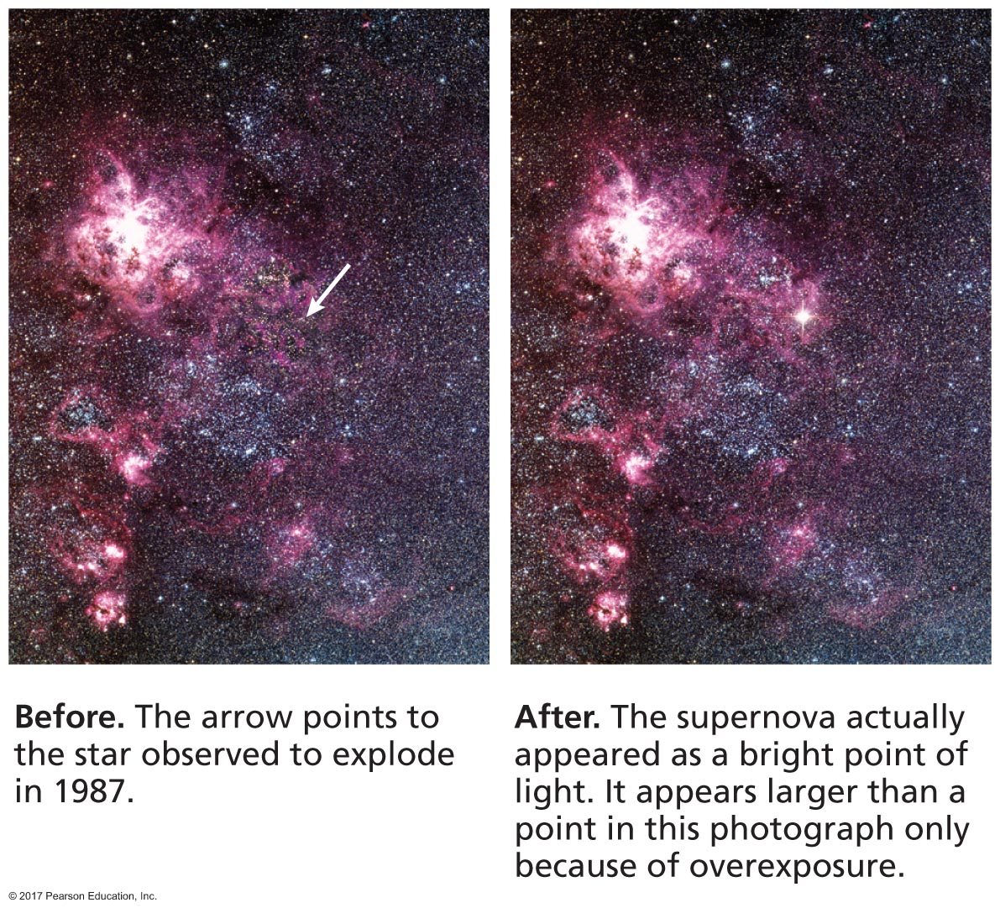 Before. The arrow points to
the star observed to explode
in 1987.
After. The supernova actually
appeared as a bright point of
light. It appears larger than a
point in this photograph only
because of overexposure.
© 2017 Pearson Education, Inc.